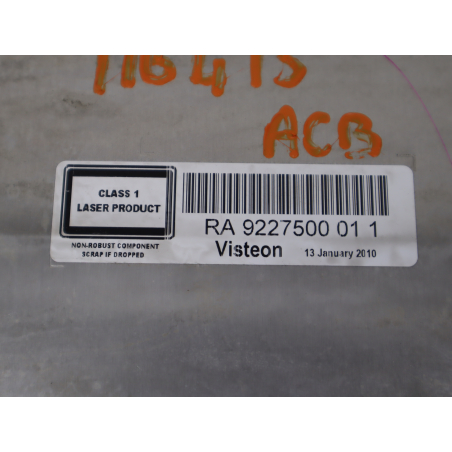 ACB
CLASS 1
LASER PRODUCT
NON-ROBUST COMPONENT
SCRAP IF DROPPED
RA 9227500 01 1
Visteon 13 January 2010